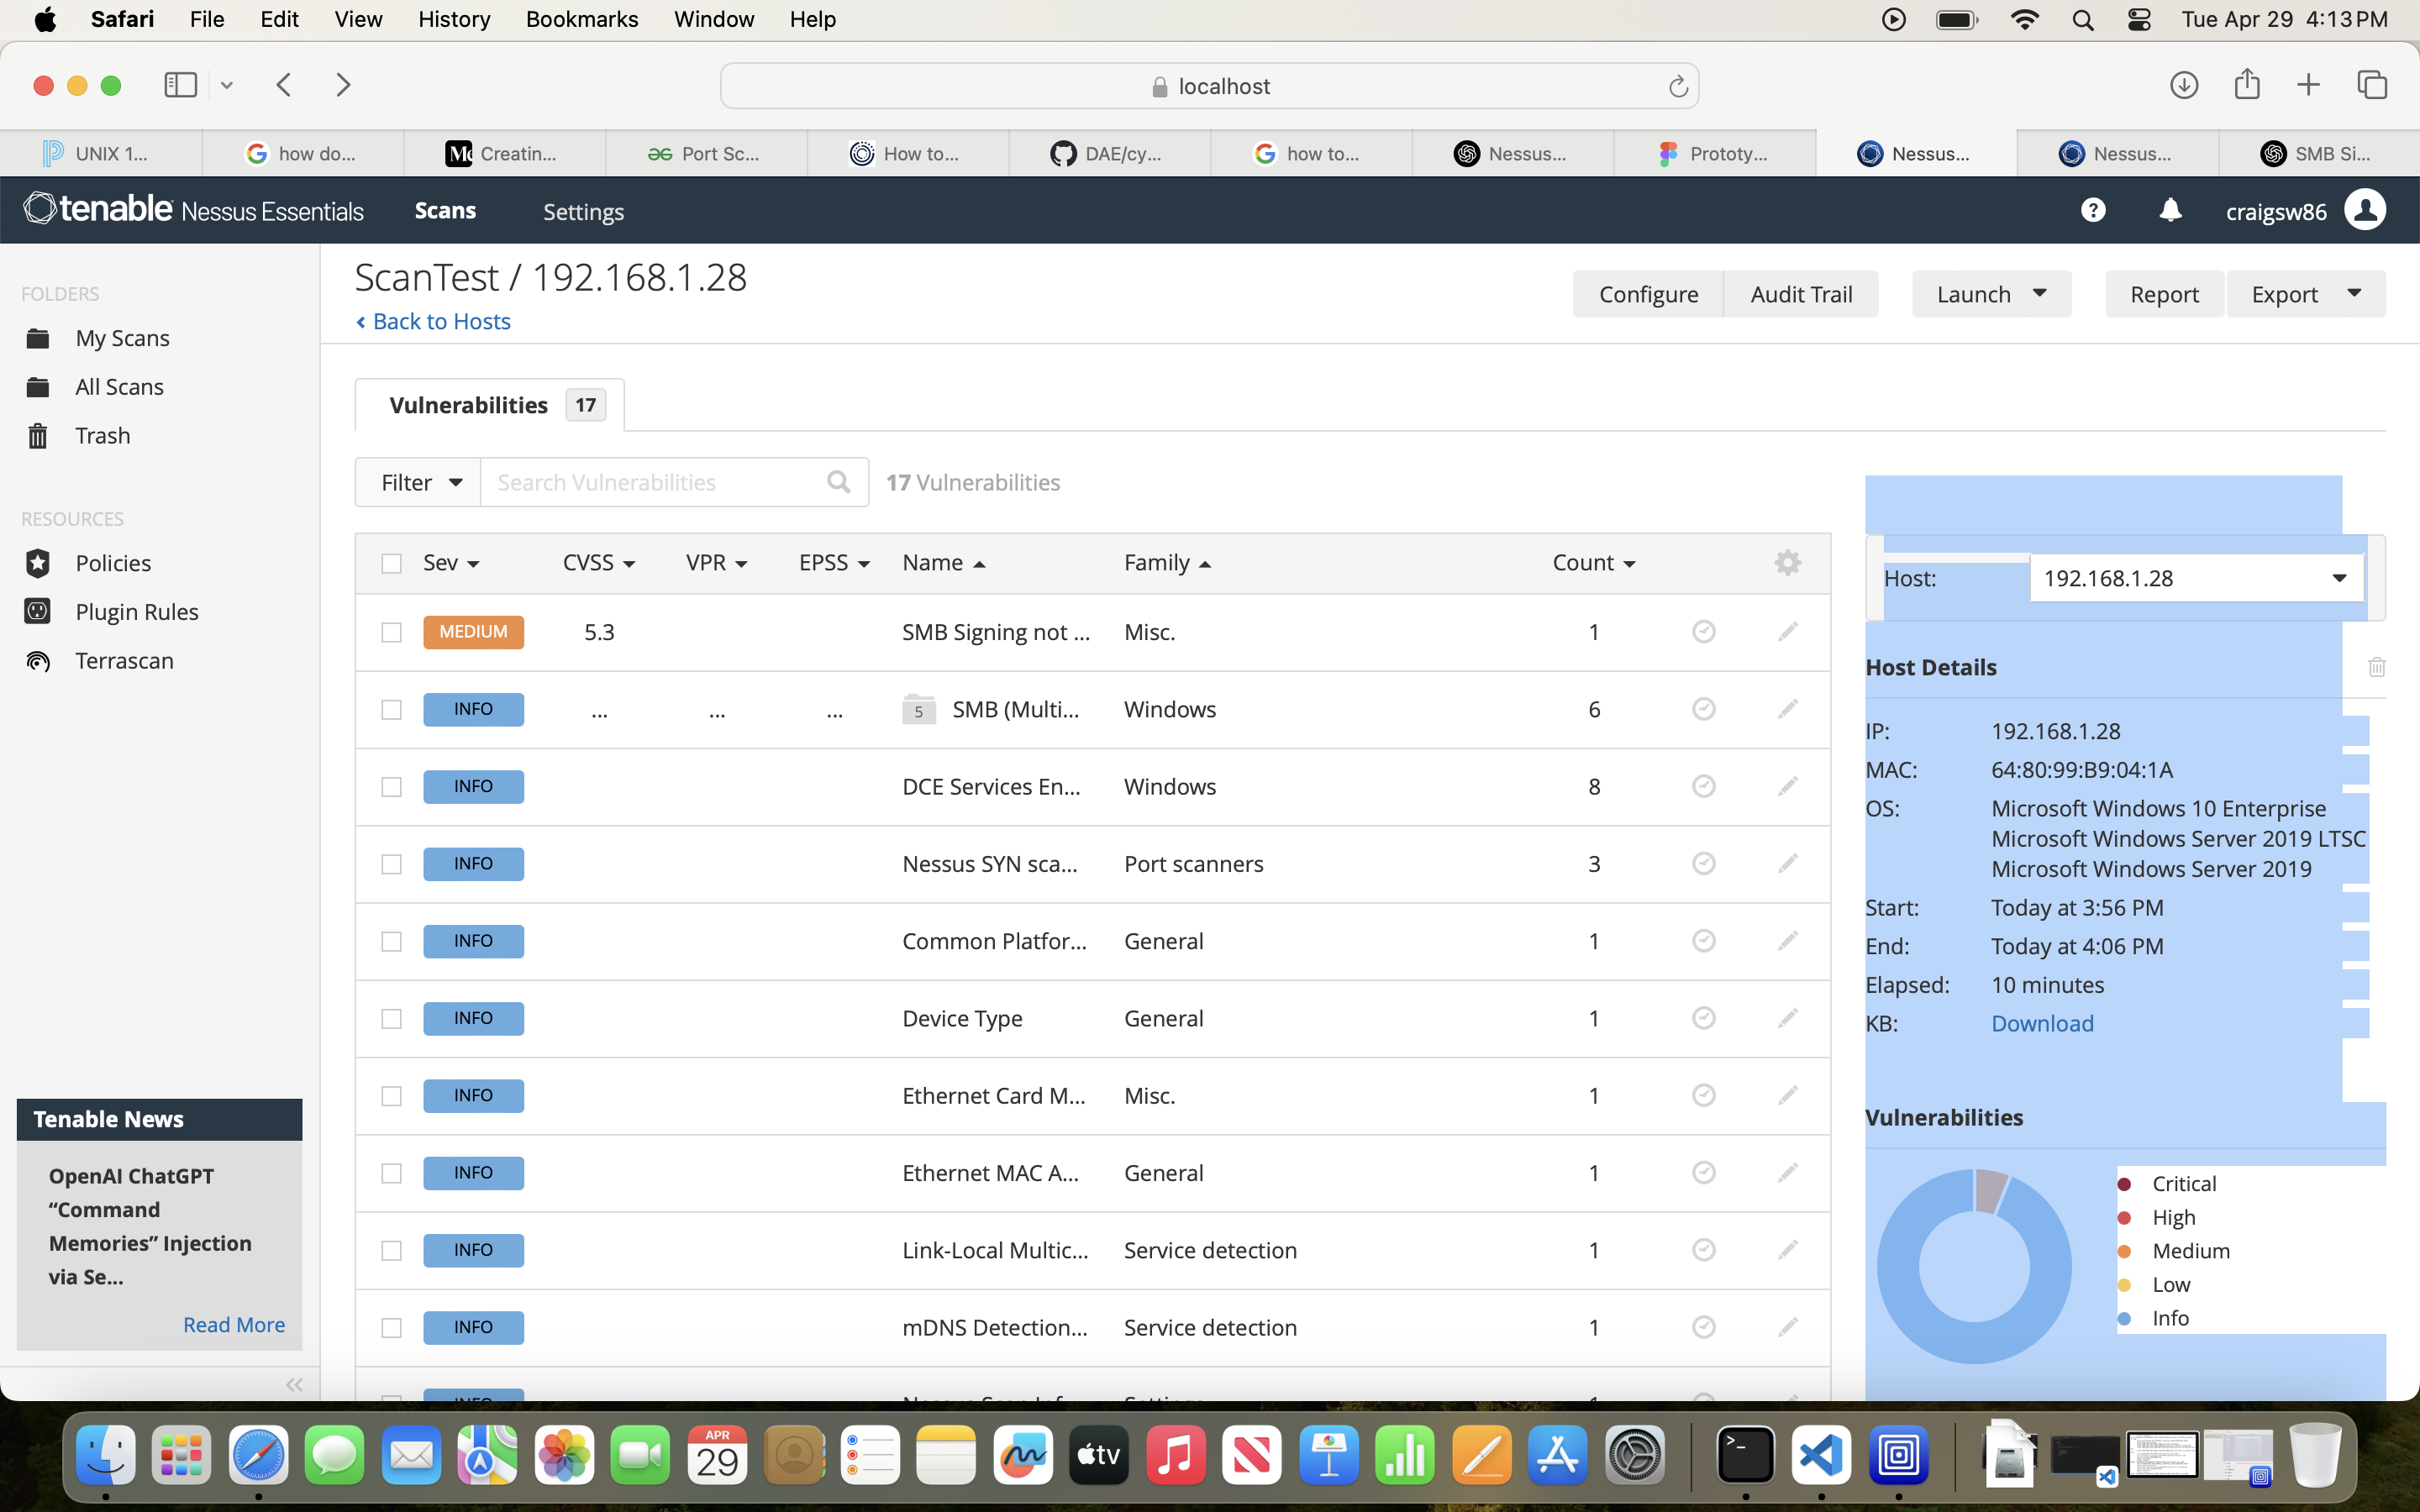 Safari File Edit View History Bookmarks Window Help Tue Apr 29 4:13 PM
localhost
UNIX 1... how do... Creatin... Port Sc... How to... DAE/cy... how to... Nessus... Prototy... Nessus... Nessus... SMB Si...
tenable Nessus Essentials Scans Settings ? craigsw86
FOLDERS
My Scans
All Scans
Trash
RESOURCES
Policies
Plugin Rules
Terrascan
Tenable News
OpenAI ChatGPT
“Command
Memories” Injection
via Se...
Read More
ScanTest / 192.168.1.28
Back to Hosts
Configure Audit Trail Launch Report Export
Vulnerabilities 17
Filter Search Vulnerabilities 17 Vulnerabilities
Sev CVSS VPR EPSS Name Family Count
MEDIUM 5.3 SMB Signing not ... Misc. 1
INFO ... ... ... 5 SMB (Multi... Windows 6
INFO DCE Services En... Windows 8
INFO Nessus SYN sca... Port scanners 3
INFO Common Platfor... General 1
INFO Device Type General 1
INFO Ethernet Card M... Misc. 1
INFO Ethernet MAC A... General 1
INFO Link-Local Multic... Service detection 1
INFO mDNS Detection... Service detection 1
Host: 192.168.1.28
Host Details
IP: 192.168.1.28
MAC: 64:80:99:B9:04:1A
OS: Microsoft Windows 10 Enterprise
Microsoft Windows Server 2019 LTSC
Microsoft Windows Server 2019
Start: Today at 3:56 PM
End: Today at 4:06 PM
Elapsed: 10 minutes
KB: Download
Vulnerabilities
Critical
High
Medium
Low
Info
APR
29
tv